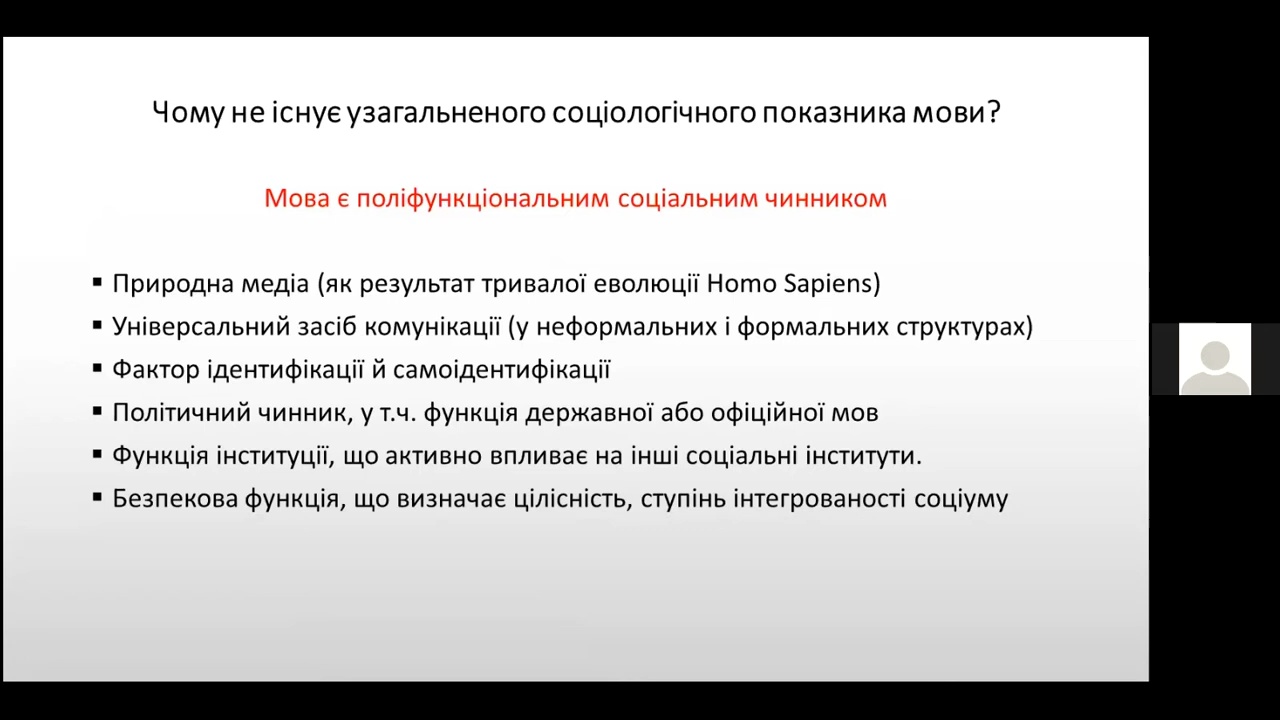 Чому не існує узагальненого соціологічного показника мови?
Мова є поліфункціональним соціальним чинником
▪ Природна медіа (як результат тривалої еволюції Homo Sapiens)
▪ Універсальний засіб комунікації (у неформальних і формальних структурах)
▪ Фактор ідентифікації й самоідентифікації
▪ Політичний чинник, у т.ч. функція державної або офіційної мов
▪ Функція інституції, що активно впливає на інші соціальні інститути.
▪ Безпекова функція, що визначає цілісність, ступінь інтегрованості соціуму